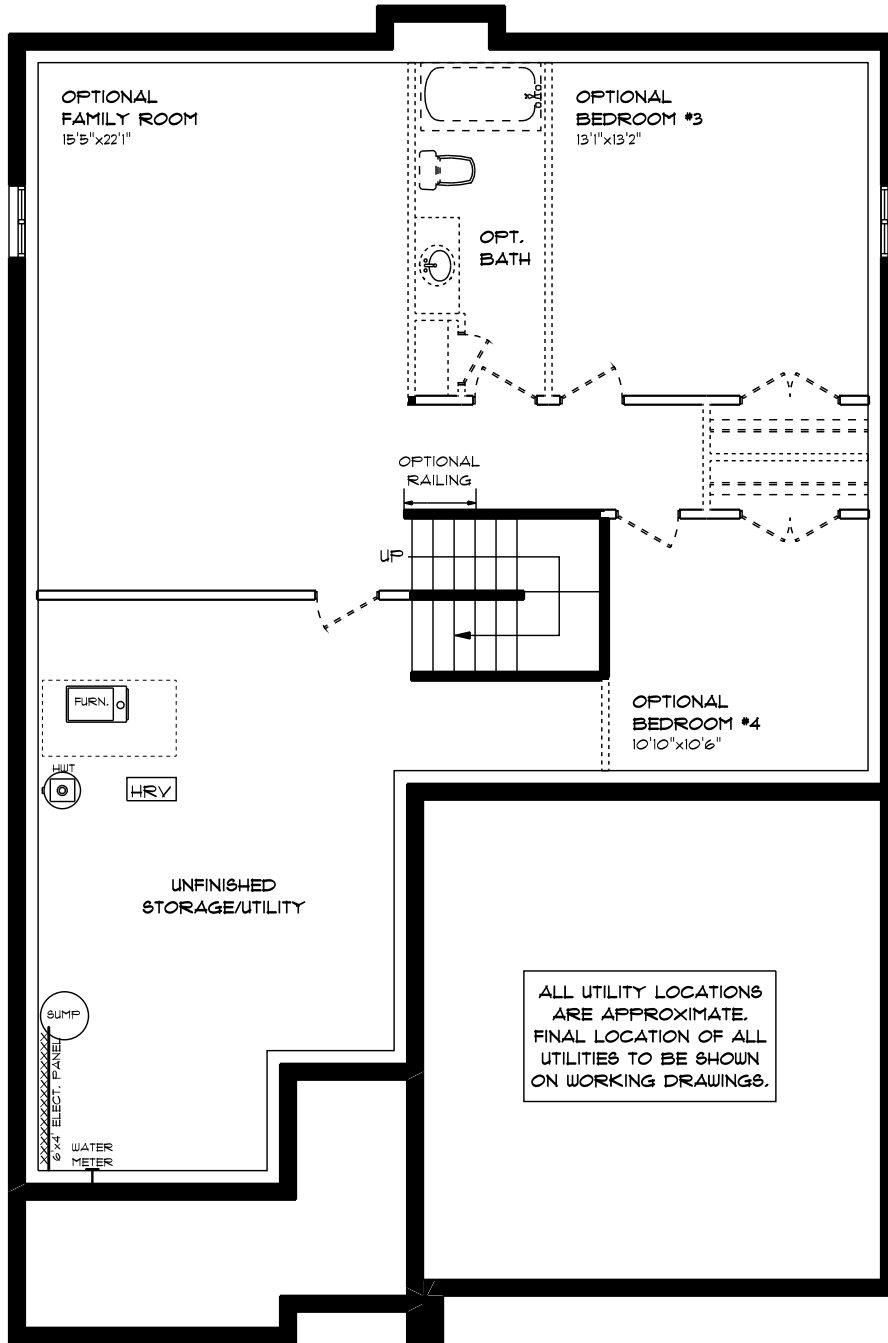 OPTIONAL
FAMILY ROOM
15'5"x22'1"
OPTIONAL
BEDROOM #3
13'1"x13'2"
OPT.
BATH
OPTIONAL
RAILING
UP
FURN.
HWT
HRV
OPTIONAL
BEDROOM #4
10'10"x10'6"
UNFINISHED
STORAGE/UTILITY
SUMP
6'x4' ELECT. PANEL
WATER
METER
ALL UTILITY LOCATIONS
ARE APPROXIMATE.
FINAL LOCATION OF ALL
UTILITIES TO BE SHOWN
ON WORKING DRAWINGS.